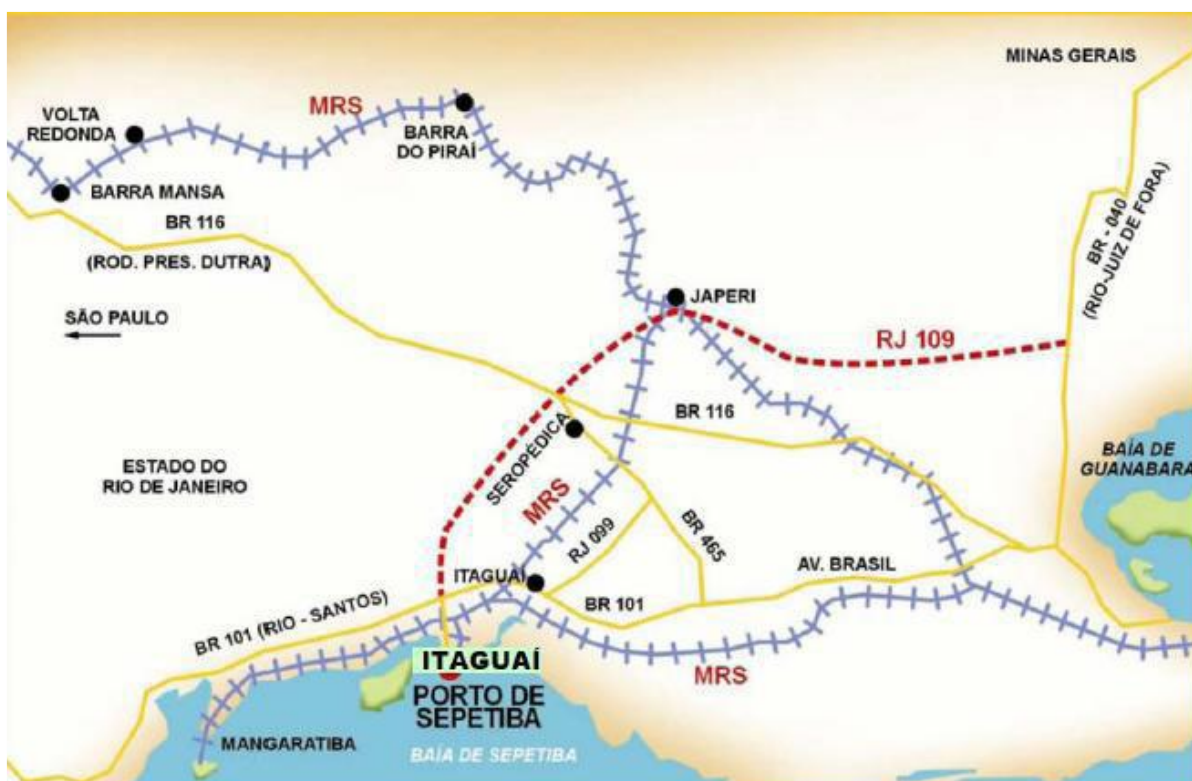 MINAS GERAIS
VOLTA
REDONDA
MRS
BARRA
DO PIRAÍ
BARRA MANSA
BR 116
(ROD. PRES. DUTRA)
SÃO PAULO
JAPERI
RJ 109
BR - 040
(RIO-JUIZ DE FORA)
BR 116
SEROPÉDICA
ESTADO DO
RIO DE JANEIRO
BAÍA DE
GUANABARA
MRS
RJ 099
BR 465
AV. BRASIL
ITAGUAÍ
BR 101
BR 101 (RIO - SANTOS)
ITAGUAÍ
PORTO DE
SEPETIBA
MRS
MANGARATIBA
BAÍA DE SEPETIBA